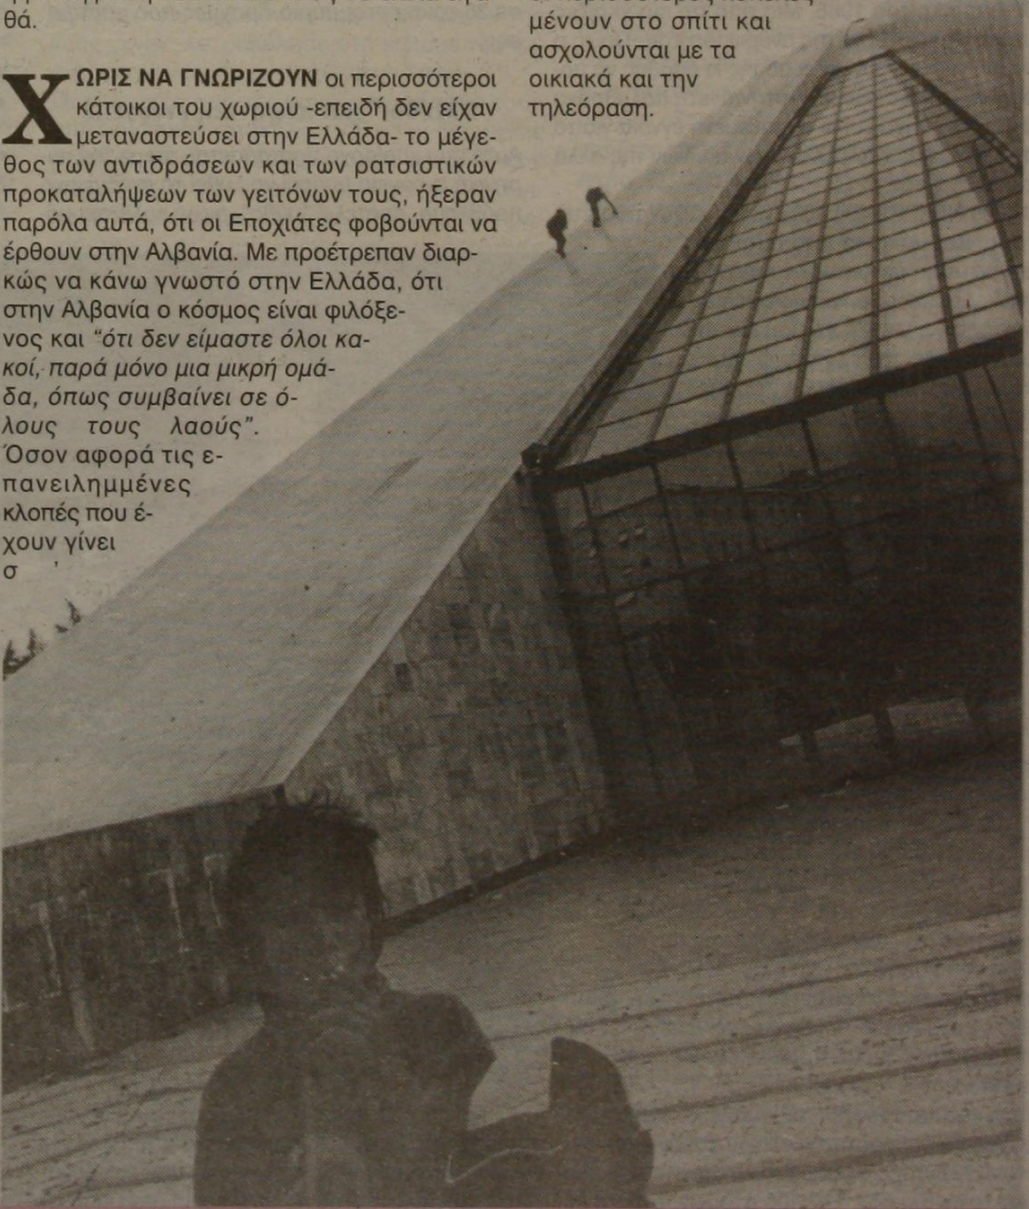 θά.
ΧΩΡΙΣ ΝΑ ΓΝΩΡΙΖΟΥΝ οι περισσότεροι
κάτοικοι του χωριού -επειδή δεν είχαν
μεταναστεύσει στην Ελλάδα- το μέγε-
θος των αντιδράσεων και των ρατσιστικών
προκαταλήψεων των γειτόνων τους, ήξεραν
παρόλα αυτά, ότι οι Εποχιάτες φοβούνται να
έρθουν στην Αλβανία. Με προέτρεπαν διαρ-
κώς να κάνω γνωστό στην Ελλάδα, ότι
στην Αλβανία ο κόσμος είναι φιλόξε-
νος και “ότι δεν είμαστε όλοι κα-
κοί, παρά μόνο μια μικρή ομά-
δα, όπως συμβαίνει σε ό-
λους τους λαούς”.
Όσον αφορά τις ε-
πανειλημμένες
κλοπές που έ-
χουν γίνει
σ '
μένουν στο σπίτι και
ασχολούνται με τα
οικιακά και την
τηλεόραση.